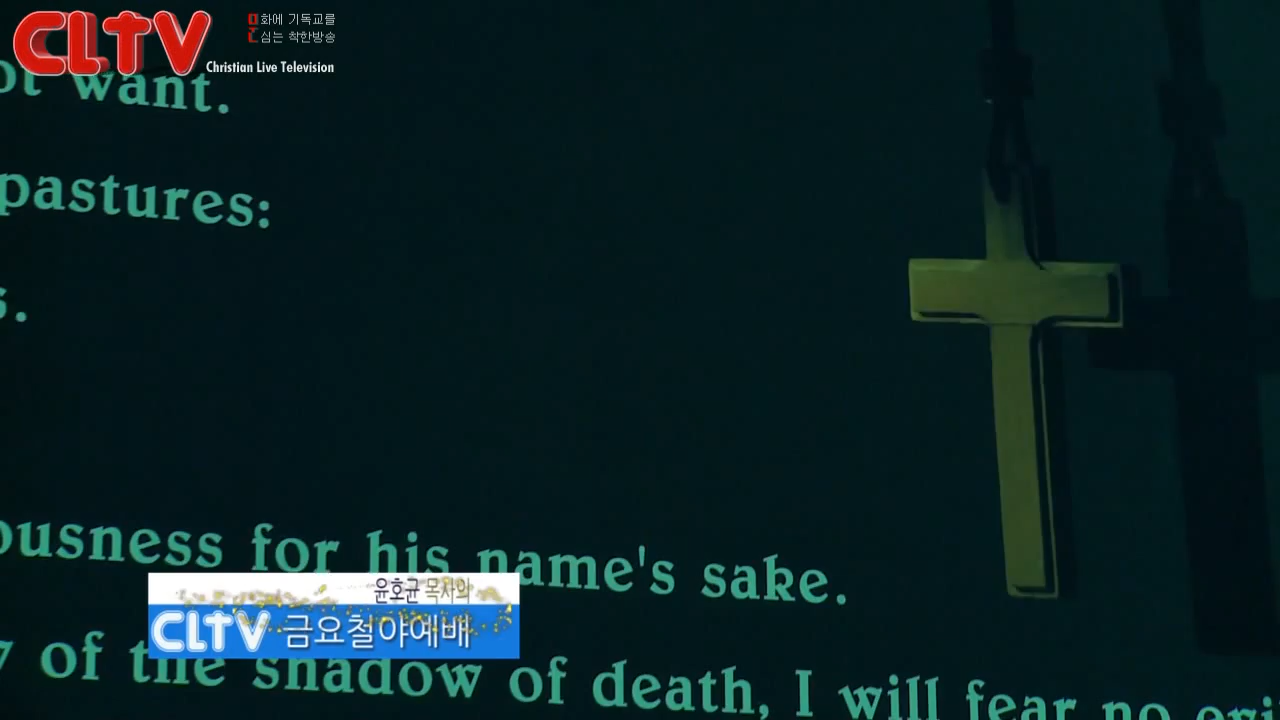 CLTV
문화에 기독교를
심는 착한방송
Christian Live Television
ot want.
pastures:
s.
ousness for his name's sake.
윤호균 목사의
CLTV 금요철야예배
y of the shadow of death, I will fear no evi